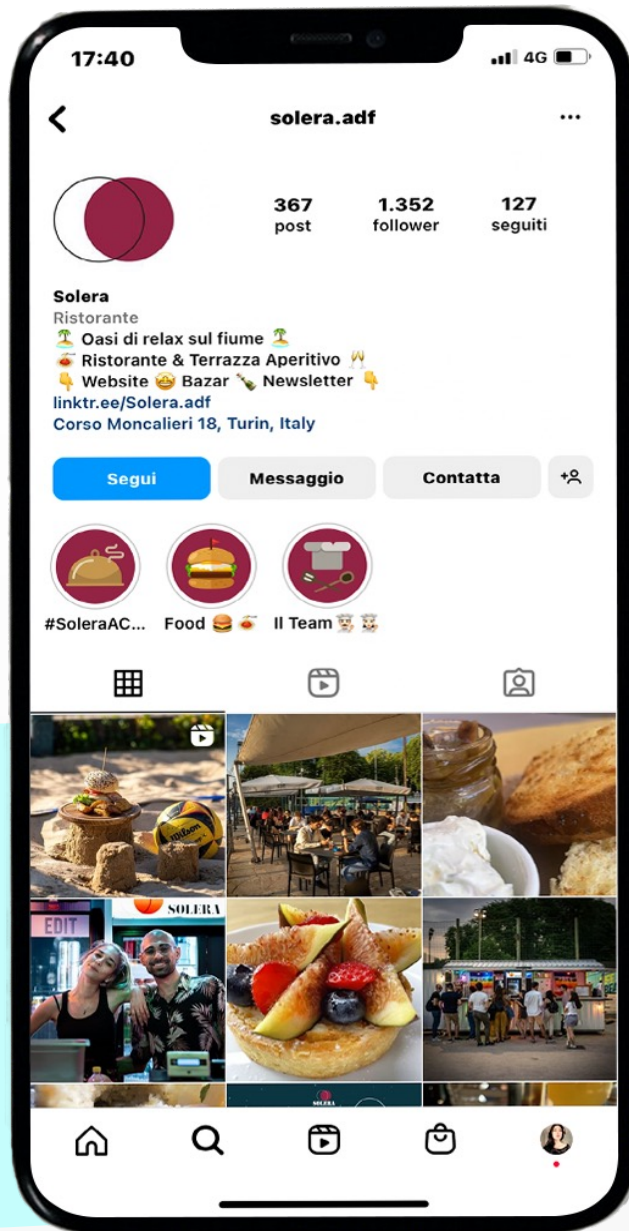 17:40
4G
solera.adf
367 1.352 127
post follower seguiti
Solera
Ristorante
🏝️ Oasi di relax sul fiume 🏝️
🍝 Ristorante & Terrazza Aperitivo 🥂
👇 Website 🤩 Bazar 🍾 Newsletter 👇
linktr.ee/Solera.adf
Corso Moncalieri 18, Turin, Italy
Segui Messaggio Contatta
#SoleraAC... Food 🍔 🍝 Il Team 👨🏻‍🍳 👩🏻‍🍳
Wilson
EDIT
SOLERA
SOLERA